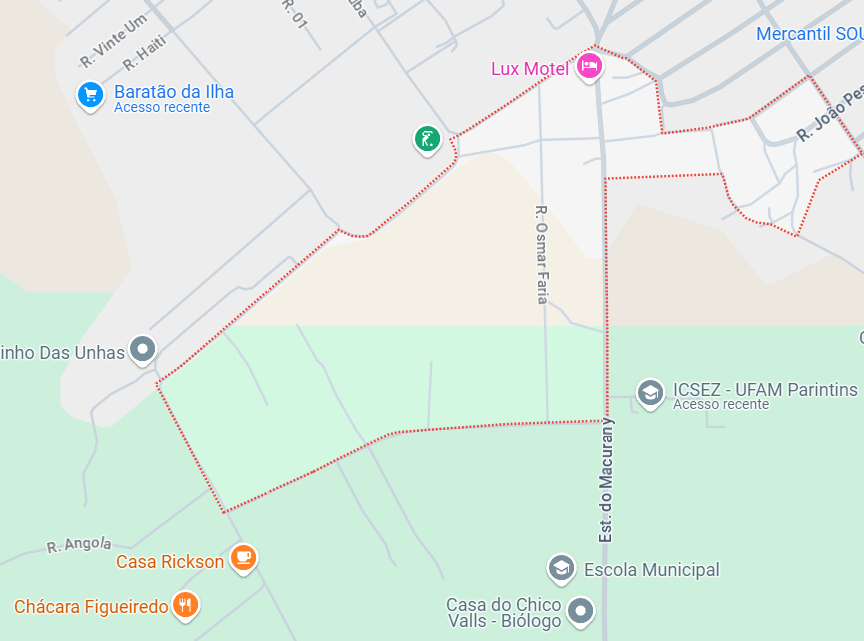 R. 01
uba
Mercantil SOU
R. Vinte Um
R. Haiti
Lux Motel
Baratão da Ilha
Acesso recente
R. João Pes
R. Osmar Faria
inho Das Unhas
ICSEZ - UFAM Parintins
Acesso recente
Est. do Macurany
R. Angola
Casa Rickson
Escola Municipal
Chácara Figueiredo
Casa do Chico
Valls - Biólogo